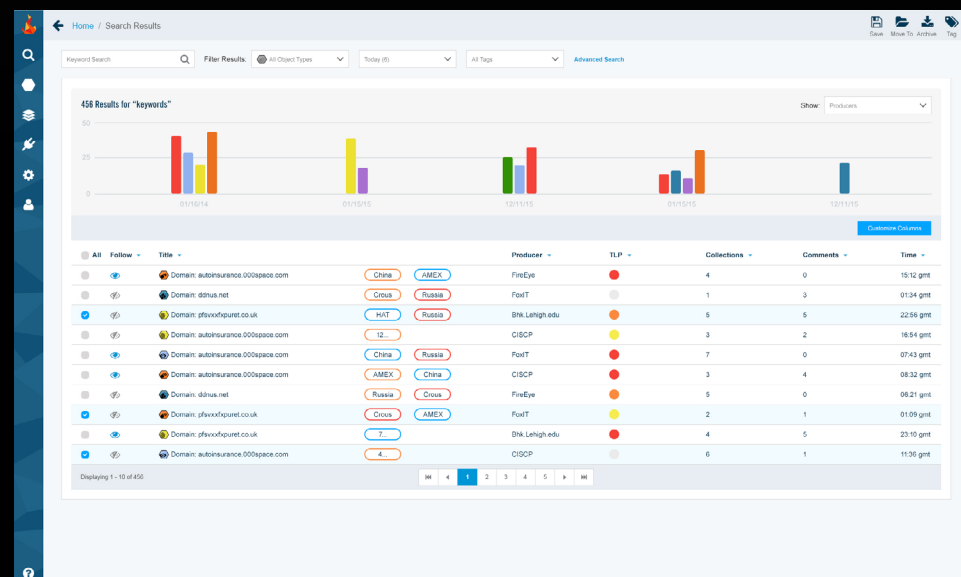 Home / Search Results
Save Move To Archive Tag
Keyword Search Filter Results: All Object Types Today (6) All Tags Advanced Search
456 Results for "keywords" Show: Producers
50
25
0
01/16/14 01/15/15 12/11/15 01/15/15 12/11/15
Customize Columns
All Follow Title Producer TLP Collections Comments Time
Domain: autoinsurance.000space.com China AMEX FireEye 4 0 15:12 gmt
Domain: ddnus.net Crous Russia FoxIT 1 3 01:34 gmt
Domain: pfsvxxfxpuret.co.uk HAT Russia Bhk.Lehigh.edu 5 5 22:56 gmt
Domain: autoinsurance.000space.com 12... CISCP 3 2 16:54 gmt
Domain: autoinsurance.000space.com China Russia FoxIT 7 0 07:43 gmt
Domain: autoinsurance.000space.com AMEX China CISCP 3 4 08:32 gmt
Domain: ddnus.net Russia Crous FireEye 5 0 06:21 gmt
Domain: pfsvxxfxpuret.co.uk Crous AMEX FoxIT 2 1 01:09 gmt
Domain: pfsvxxfxpuret.co.uk 7... Bhk.Lehigh.edu 4 5 23:10 gmt
Domain: autoinsurance.000space.com 4... CISCP 6 1 11:36 gmt
Displaying 1 - 10 of 456 1 2 3 4 5
?